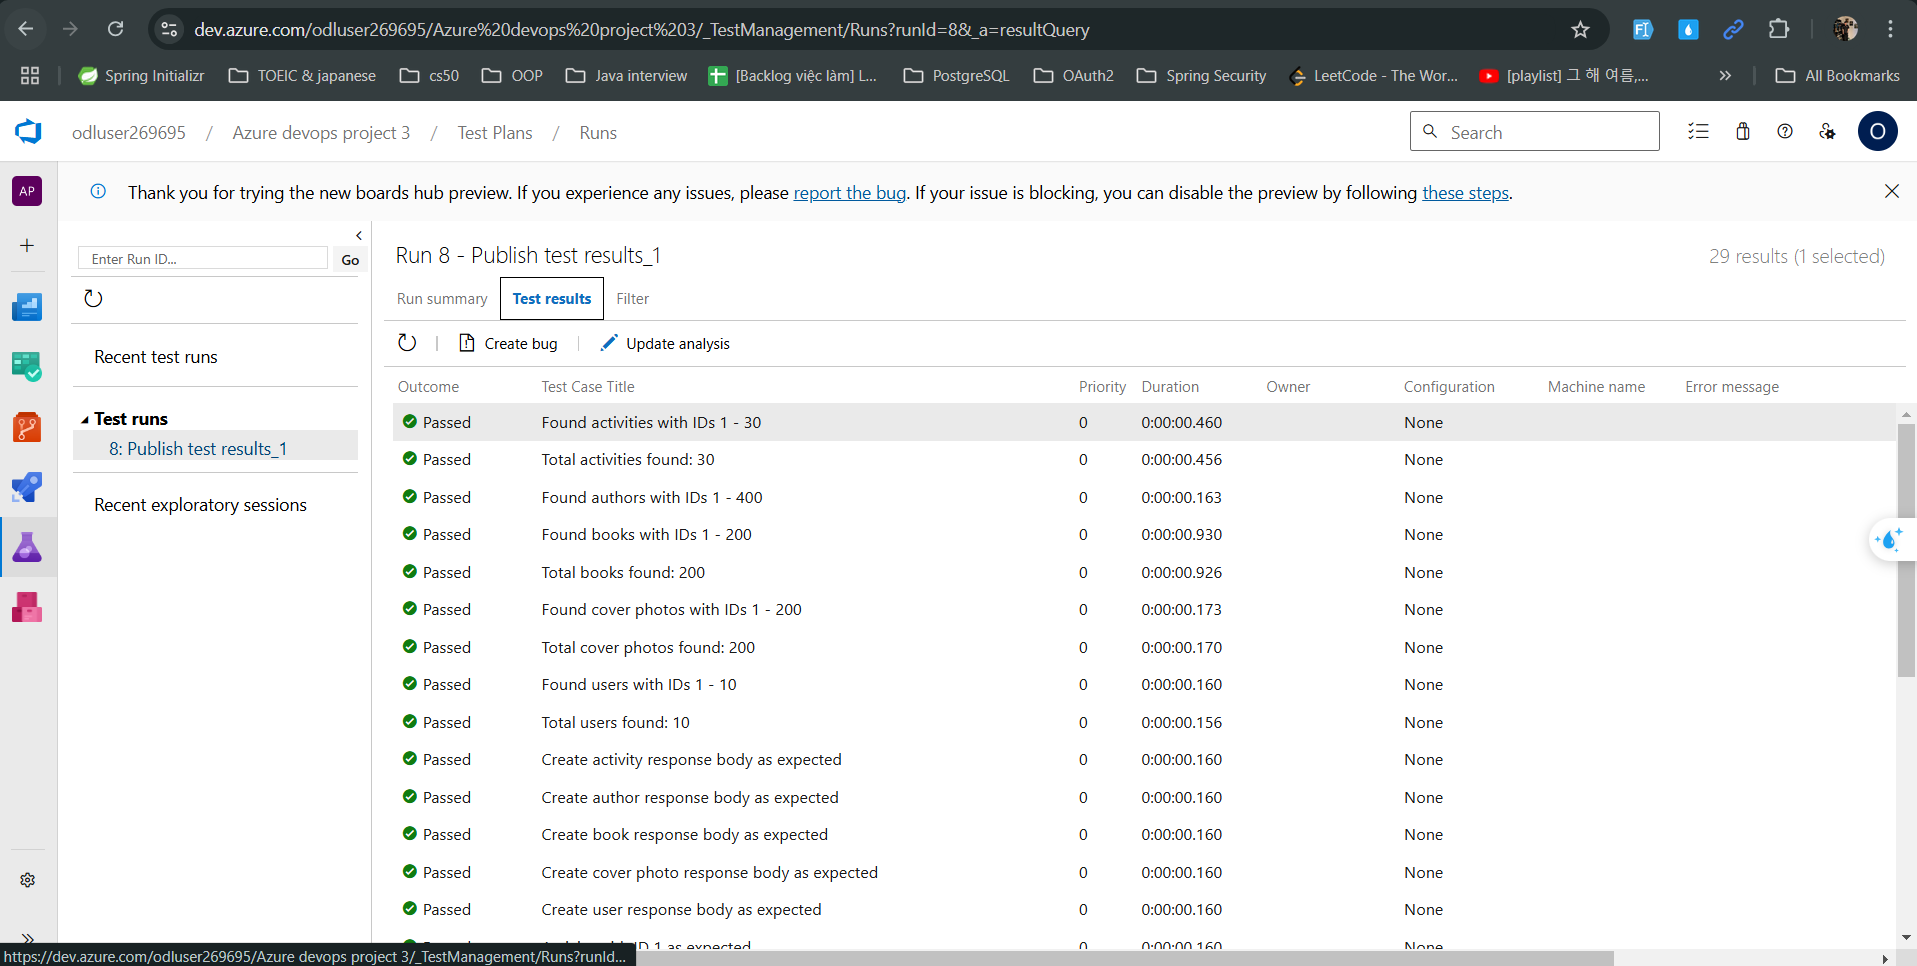 dev.azure.com/odluser269695/Azure%20devops%20project%203/_TestManagement/Runs?runId=8&_a=resultQuery
Spring Initializr TOEIC & japanese cs50 OOP Java interview [Backlog việc làm] L... PostgreSQL OAuth2 Spring Security LeetCode - The Wor... [playlist] 그 해 여름,... » All Bookmarks
odluser269695 / Azure devops project 3 / Test Plans / Runs Search O
AP Thank you for trying the new boards hub preview. If you experience any issues, please report the bug. If your issue is blocking, you can disable the preview by following these steps.
Enter Run ID... Go
Recent test runs
Test runs
8: Publish test results_1
Recent exploratory sessions
Run 8 - Publish test results_1 29 results (1 selected)
Run summary Test results Filter
Create bug Update analysis
Outcome Test Case Title Priority Duration Owner Configuration Machine name Error message
Passed Found activities with IDs 1 - 30 0 0:00:00.460 None
Passed Total activities found: 30 0 0:00:00.456 None
Passed Found authors with IDs 1 - 400 0 0:00:00.163 None
Passed Found books with IDs 1 - 200 0 0:00:00.930 None
Passed Total books found: 200 0 0:00:00.926 None
Passed Found cover photos with IDs 1 - 200 0 0:00:00.173 None
Passed Total cover photos found: 200 0 0:00:00.170 None
Passed Found users with IDs 1 - 10 0 0:00:00.160 None
Passed Total users found: 10 0 0:00:00.156 None
Passed Create activity response body as expected 0 0:00:00.160 None
Passed Create author response body as expected 0 0:00:00.160 None
Passed Create book response body as expected 0 0:00:00.160 None
Passed Create cover photo response body as expected 0 0:00:00.160 None
Passed Create user response body as expected 0 0:00:00.160 None
ID 1 as expected 0 0:00:00.160 None
https://dev.azure.com/odluser269695/Azure devops project 3/_TestManagement/Runs?runId...